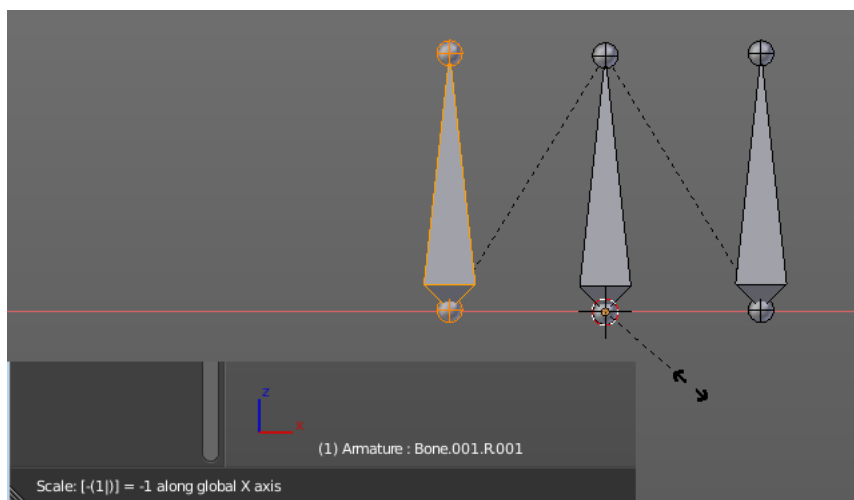 z
x
(1) Armature : Bone.001.R.001
Scale: [-(1|)] = -1 along global X axis